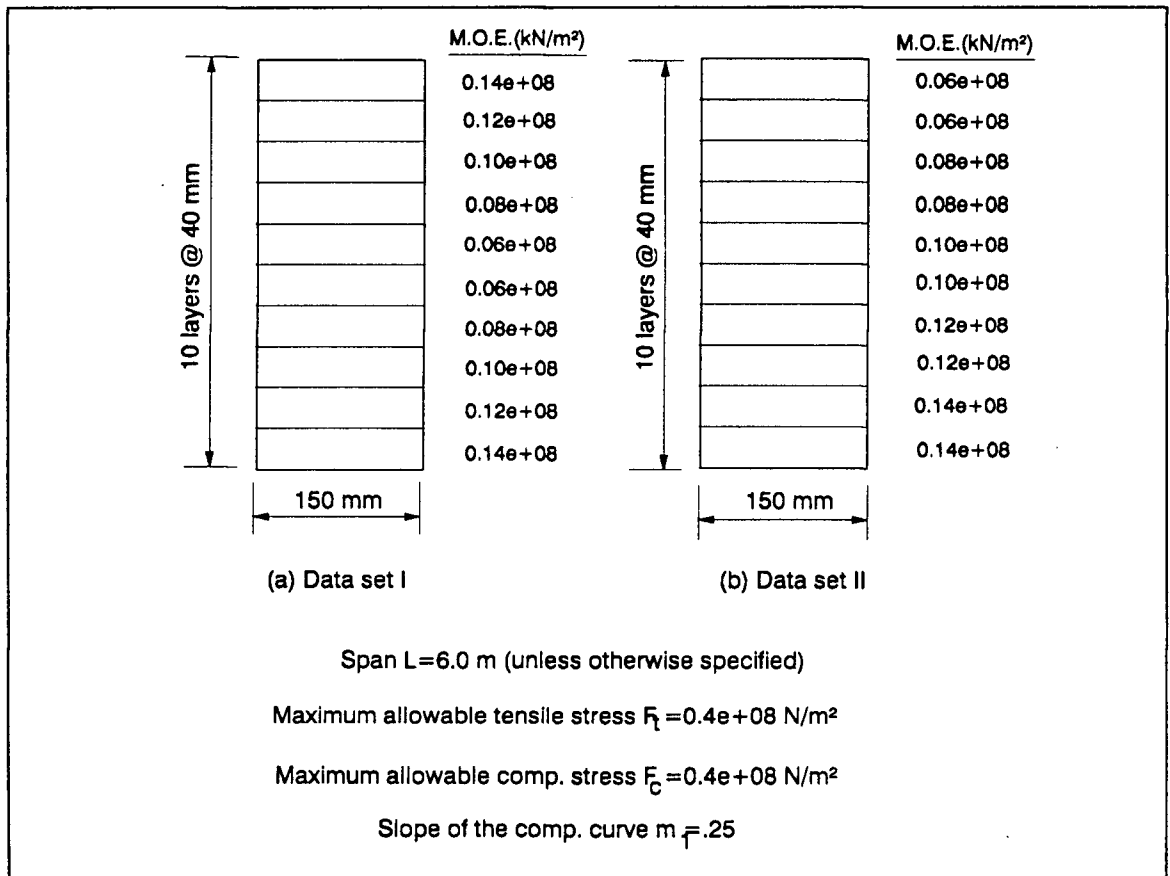 M.O.E.(kN/m²)
0.14e+08
0.12e+08
0.10e+08
0.08e+08
0.06e+08
0.06e+08
0.08e+08
0.10e+08
0.12e+08
0.14e+08
10 layers @ 40 mm
150 mm
(a) Data set I
M.O.E.(kN/m²)
0.06e+08
0.06e+08
0.08e+08
0.08e+08
0.10e+08
0.10e+08
0.12e+08
0.12e+08
0.14e+08
0.14e+08
10 layers @ 40 mm
150 mm
(b) Data set II
Span L=6.0 m (unless otherwise specified)
Maximum allowable tensile stress Ft =0.4e+08 N/m²
Maximum allowable comp. stress Fc =0.4e+08 N/m²
Slope of the comp. curve m1 =.25